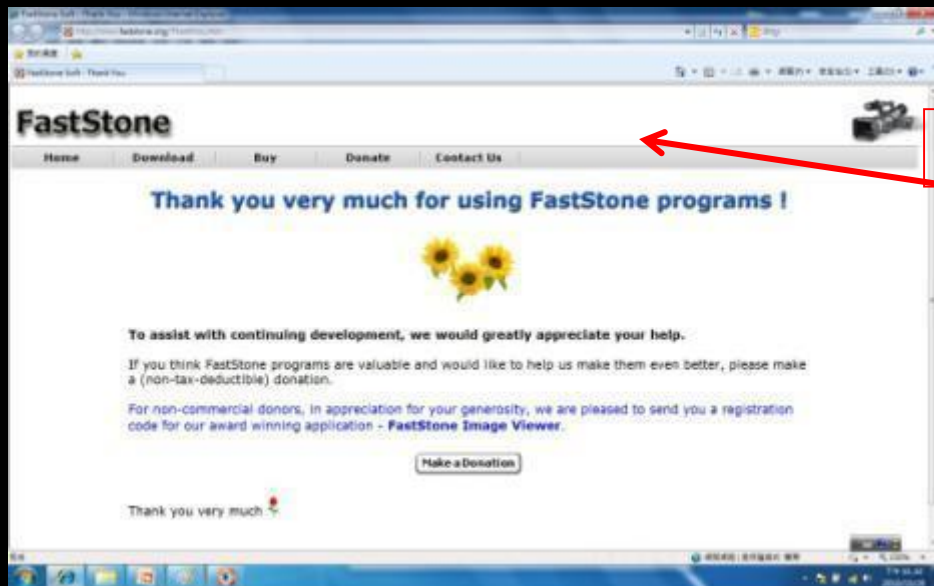 FastStone
Home Download Buy Donate Contact Us
Thank you very much for using FastStone programs !
To assist with continuing development, we would greatly appreciate your help.
If you think FastStone programs are valuable and would like to help us make them even better, please make
a (non-tax-deductible) donation.
For non-commercial donors, in appreciation for your generosity, we are pleased to send you a registration
code for our award winning application - FastStone Image Viewer.
Make a Donation
Thank you very much